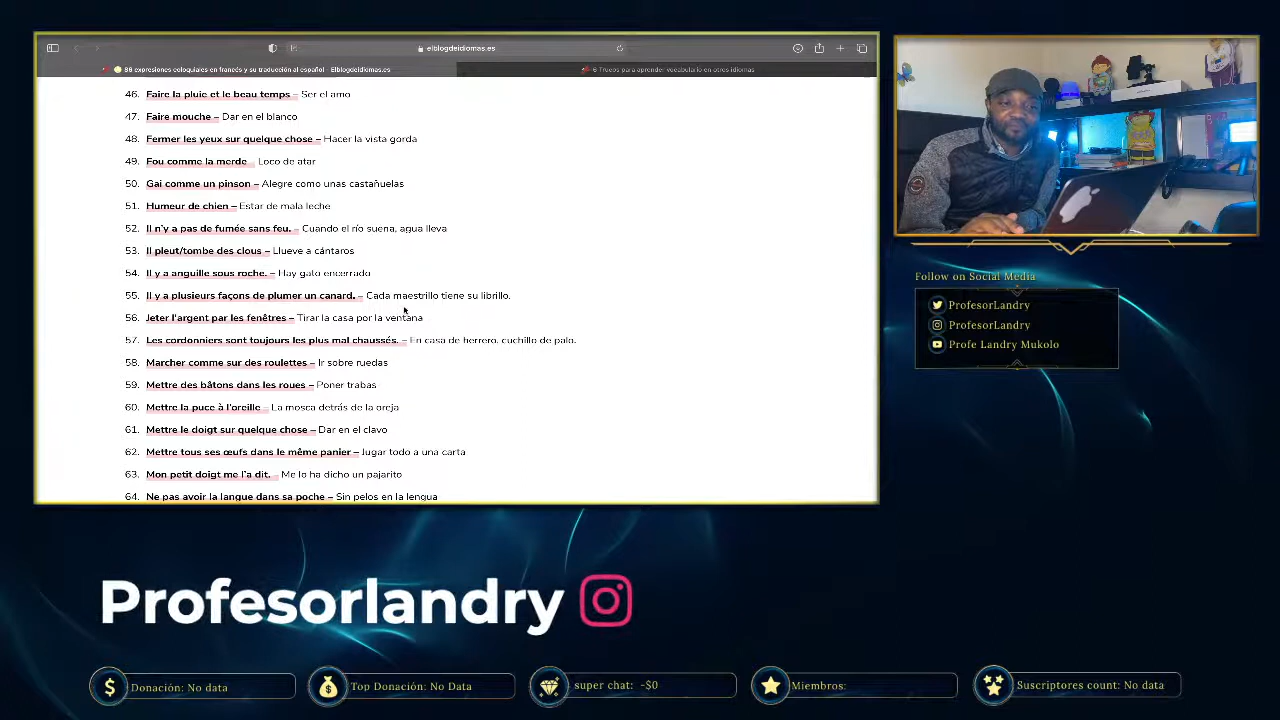 elblogdeidiomas.es
86 expresiones coloquiales en francés y su traducción al español - Elblogdeidiomas.es
6 Trucos para aprender vocabulario en otros idiomas
46. Faire la pluie et le beau temps – Ser el amo
47. Faire mouche – Dar en el blanco
48. Fermer les yeux sur quelque chose – Hacer la vista gorda
49. Fou comme la merde – Loco de atar
50. Gai comme un pinson – Alegre como unas castañuelas
51. Humeur de chien – Estar de mala leche
52. Il n'y a pas de fumée sans feu. – Cuando el río suena, agua lleva
53. Il pleut/tombe des clous – Llueve a cántaros
54. Il y a anguille sous roche. – Hay gato encerrado
55. Il y a plusieurs façons de plumer un canard. – Cada maestrillo tiene su librillo.
56. Jeter l'argent par les fenêtres – Tirar la casa por la ventana
57. Les cordonniers sont toujours les plus mal chaussés. – En casa de herrero, cuchillo de palo.
58. Marcher comme sur des roulettes – Ir sobre ruedas
59. Mettre des bâtons dans les roues – Poner trabas
60. Mettre la puce à l'oreille – La mosca detrás de la oreja
61. Mettre le doigt sur quelque chose – Dar en el clavo
62. Mettre tous ses œufs dans le même panier – Jugar todo a una carta
63. Mon petit doigt me l'a dit. – Me lo ha dicho un pajarito
64. Ne pas avoir la langue dans sa poche – Sin pelos en la lengua
Follow on Social Media
ProfesorLandry
ProfesorLandry
Profe Landry Mukolo
Profesorlandry
Donación: No data
Top Donación: No Data
super chat: -$0
Miembros:
Suscriptores count: No data